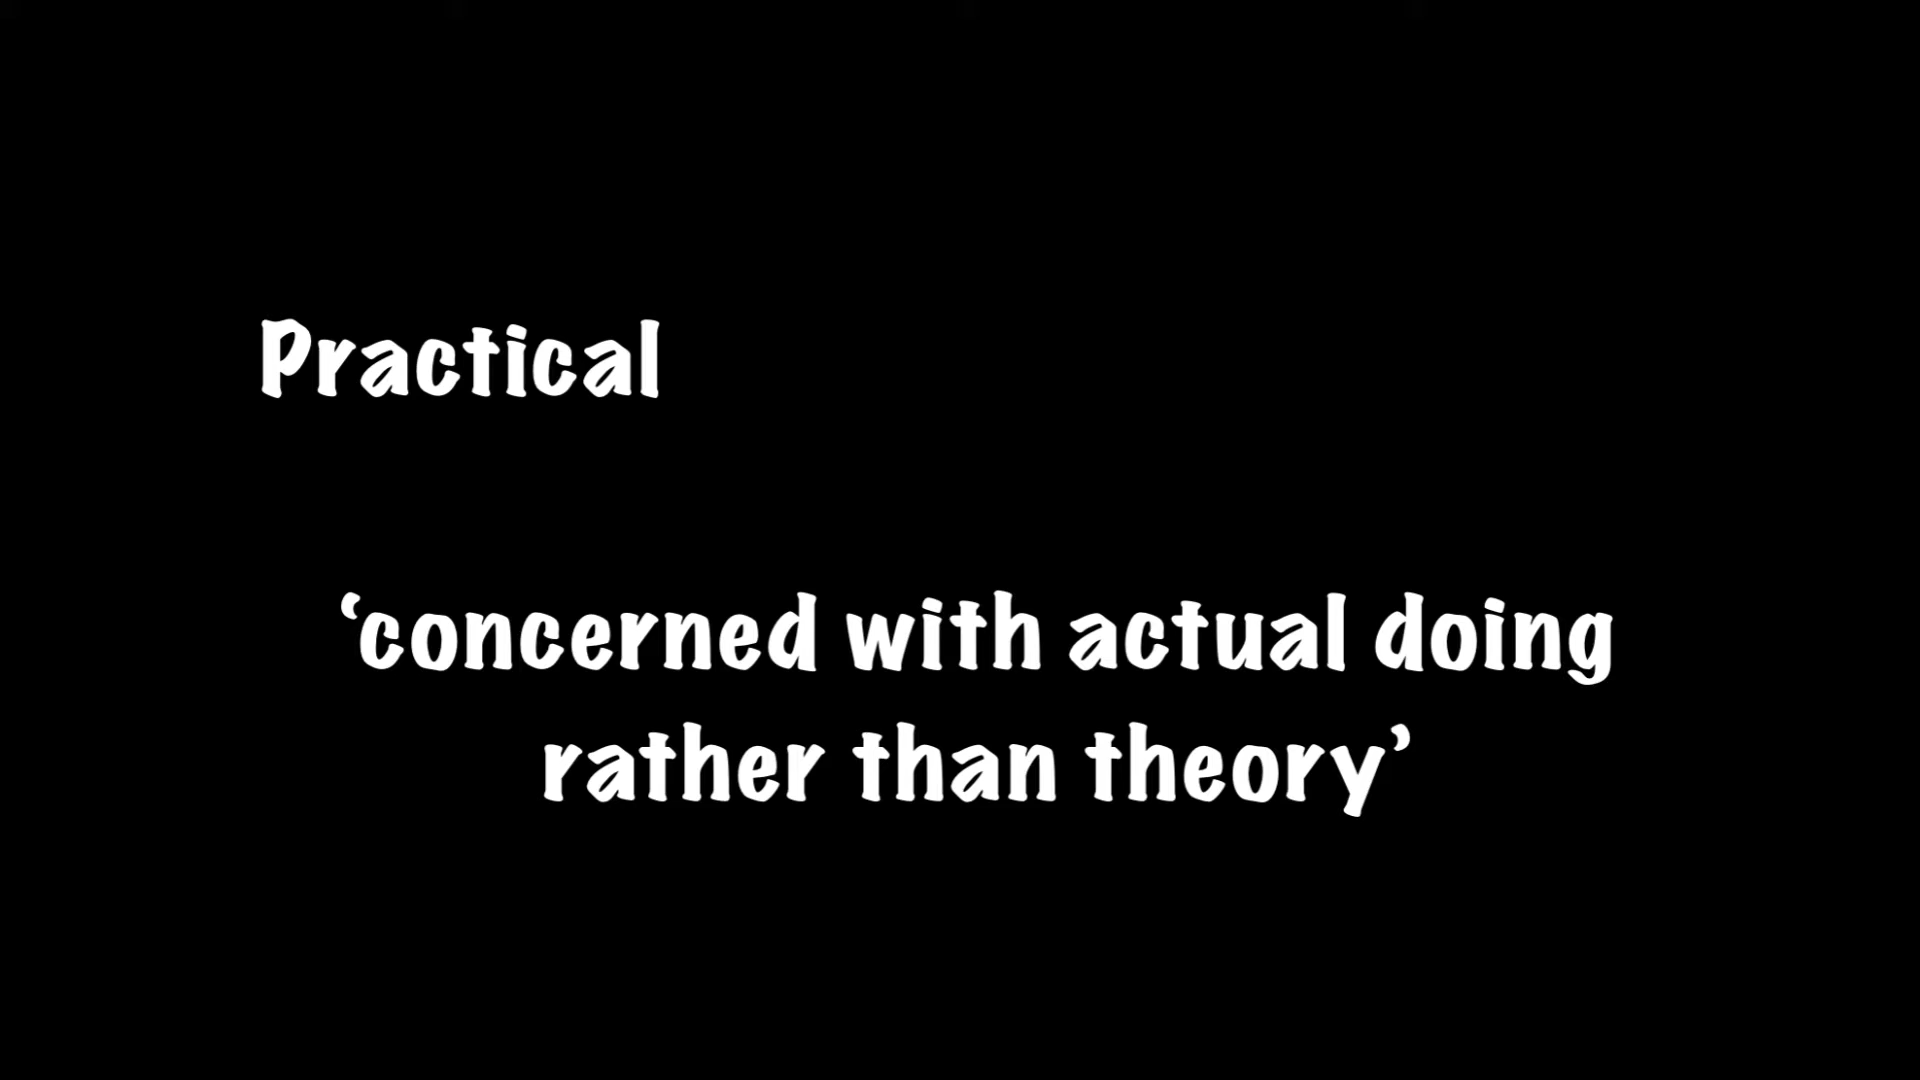 Practical
‘concerned with actual doing
rather than theory’